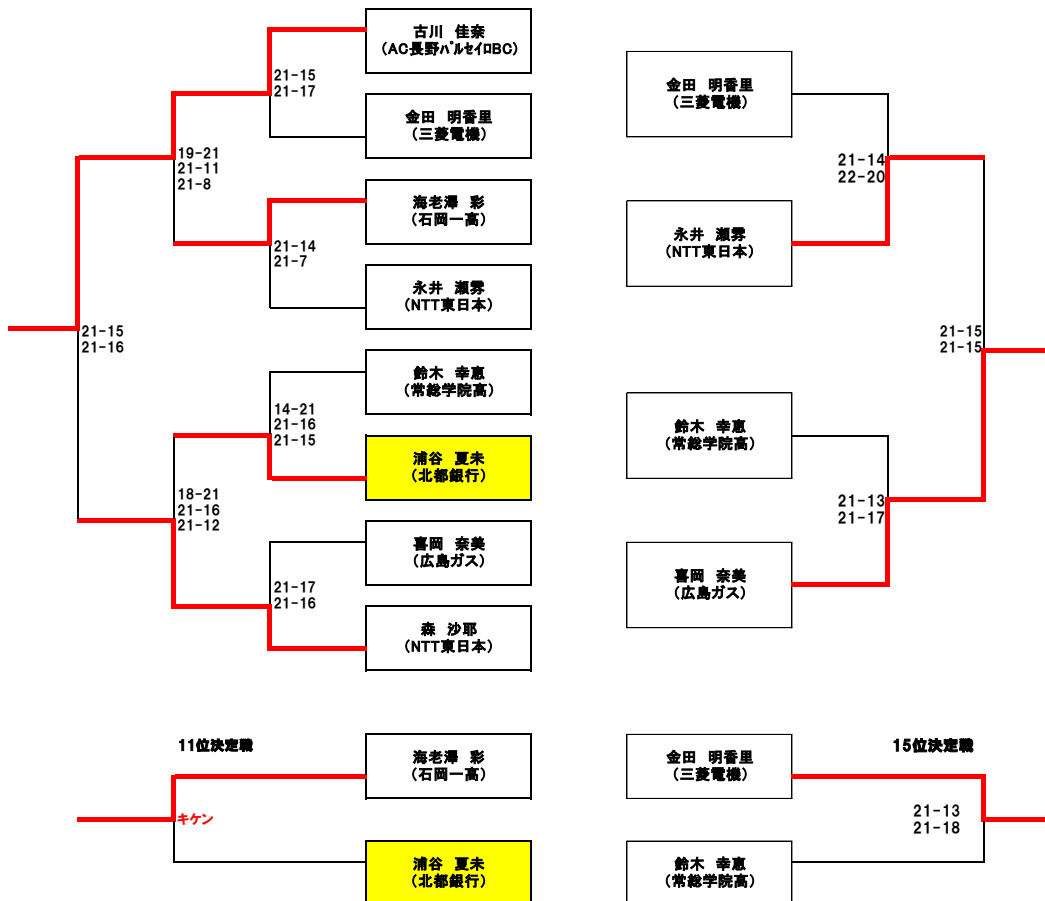 古川 佳奈
(AC長野パルセイロBC)
21-15
21-17
金田 明香里
(三菱電機)
19-21
21-11
21-8
海老澤 彩
(石岡一高)
21-14
21-7
永井 瀬雰
(NTT東日本)
21-15
21-16
鈴木 幸恵
(常総学院高)
14-21
21-16
21-15
浦谷 夏未
(北都銀行)
18-21
21-16
21-12
喜岡 奈美
(広島ガス)
21-17
21-16
森 沙耶
(NTT東日本)
金田 明香里
(三菱電機)
21-14
22-20
永井 瀬雰
(NTT東日本)
21-15
21-15
鈴木 幸恵
(常総学院高)
21-13
21-17
喜岡 奈美
(広島ガス)
11位決定戦
海老澤 彩
(石岡一高)
キケン
浦谷 夏未
(北都銀行)
15位決定戦
金田 明香里
(三菱電機)
21-13
21-18
鈴木 幸恵
(常総学院高)